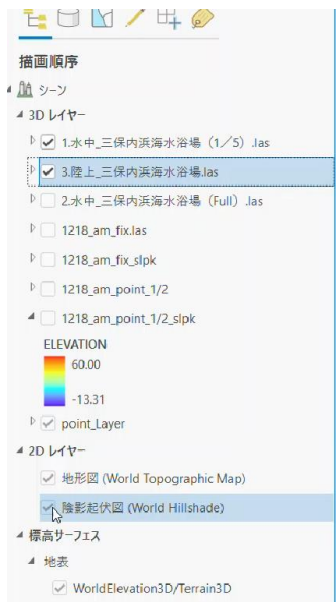 描画順序
シーン
3D レイヤー
1.水中_三保内浜海水浴場（1／5）.las
3.陸上_三保内浜海水浴場.las
2.水中_三保内浜海水浴場（Full）.las
1218_am_fix.las
1218_am_fix_slpk
1218_am_point_1/2
1218_am_point_1/2_slpk
ELEVATION
60.00
-13.31
point_Layer
2D レイヤー
地形図 (World Topographic Map)
陰影起伏図 (World Hillshade)
標高サーフェス
地表
WorldElevation3D/Terrain3D